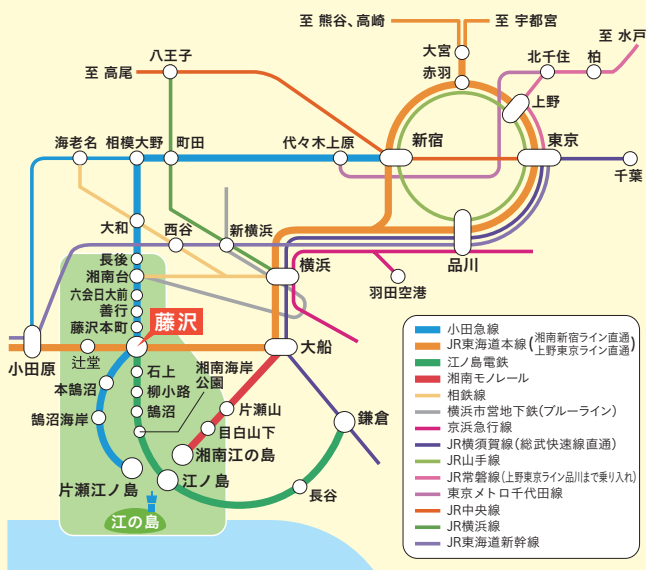 至 熊谷、高崎
至 宇都宮
至 水戸
大宮
北千住
柏
八王子
至 高尾
赤羽
上野
海老名
相模大野
町田
代々木上原
新宿
東京
千葉
大和
西谷
新横浜
長後
湘南台
横浜
品川
羽田空港
六会日大前
善行
藤沢本町
藤沢
小田原
辻堂
大船
石上
湘南海岸
公園
柳小路
本鵠沼
鵠沼
鵠沼海岸
片瀬山
目白山下
鎌倉
湘南江の島
片瀬江ノ島
江ノ島
長谷
江の島
小田急線
JR東海道本線(湘南新宿ライン直通
上野東京ライン直通)
江ノ島電鉄
湘南モノレール
相鉄線
横浜市営地下鉄(ブルーライン)
京浜急行線
JR横須賀線(総武快速線直通)
JR山手線
JR常磐線(上野東京ライン品川まで乗り入れ)
東京メトロ千代田線
JR中央線
JR横浜線
JR東海道新幹線